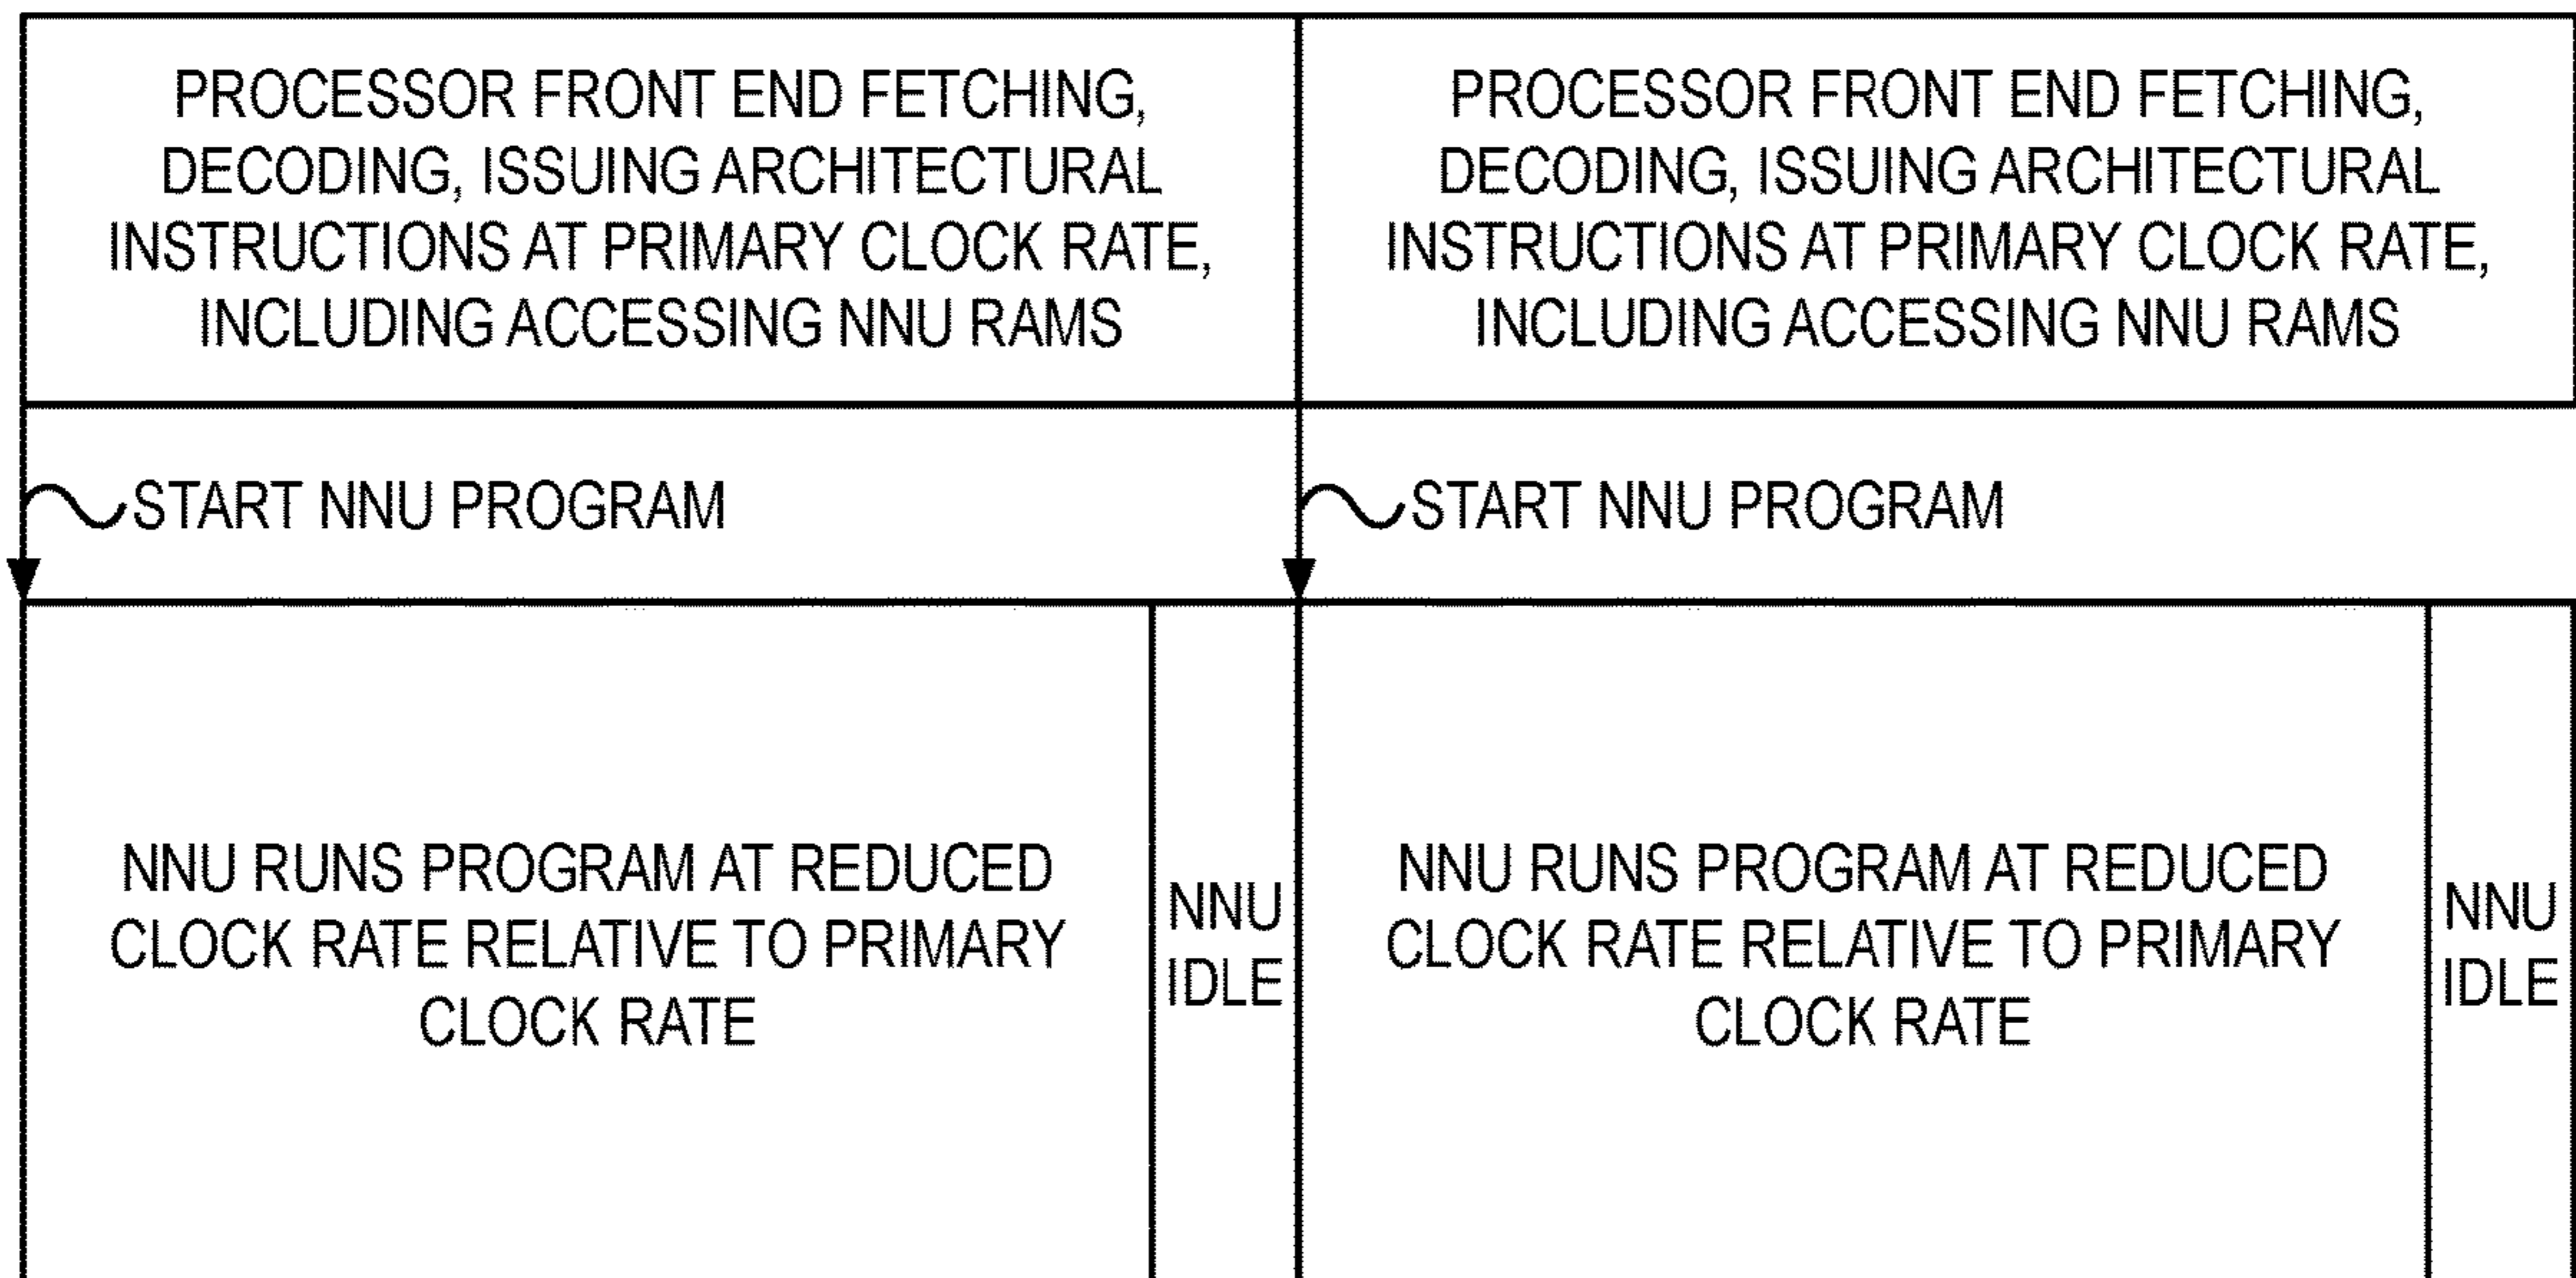 PROCESSOR FRONT END FETCHING,
DECODING, ISSUING ARCHITECTURAL
INSTRUCTIONS AT PRIMARY CLOCK RATE,
INCLUDING ACCESSING NNU RAMS
PROCESSOR FRONT END FETCHING,
DECODING, ISSUING ARCHITECTURAL
INSTRUCTIONS AT PRIMARY CLOCK RATE,
INCLUDING ACCESSING NNU RAMS
START NNU PROGRAM
START NNU PROGRAM
NNU RUNS PROGRAM AT REDUCED
CLOCK RATE RELATIVE TO PRIMARY
CLOCK RATE
NNU
IDLE
NNU RUNS PROGRAM AT REDUCED
CLOCK RATE RELATIVE TO PRIMARY
CLOCK RATE
NNU
IDLE